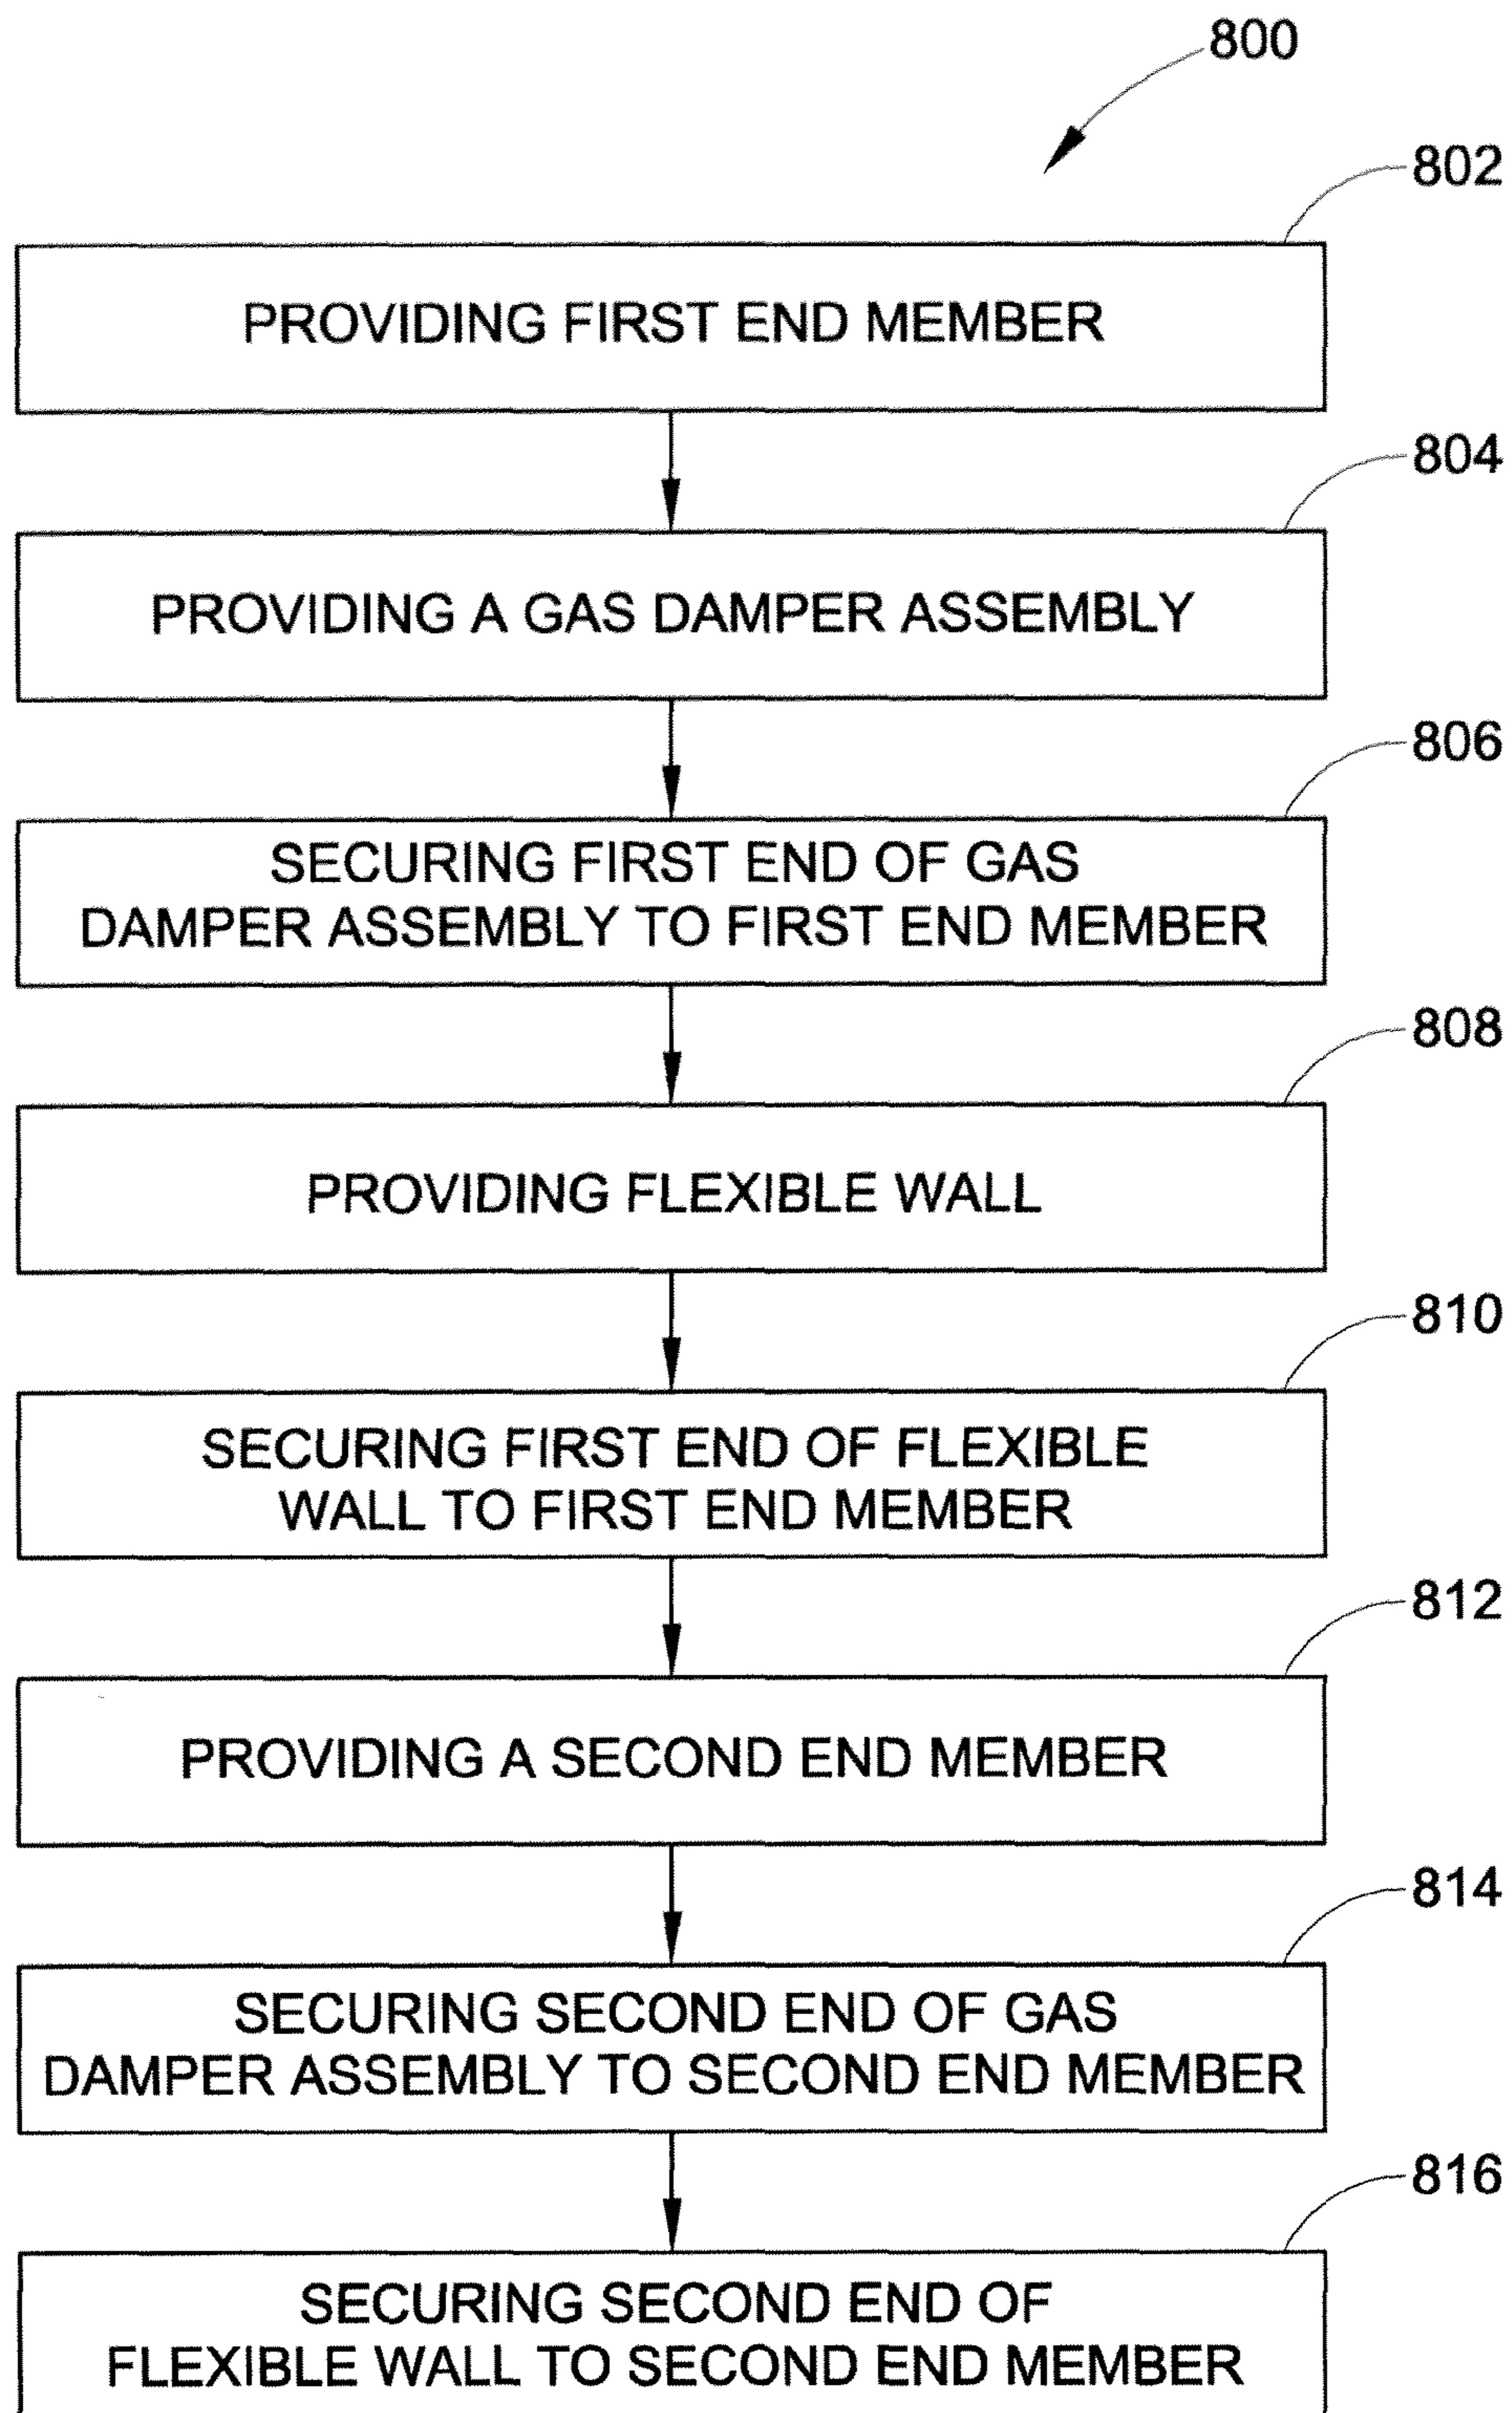 800
802
PROVIDING FIRST END MEMBER
804
PROVIDING A GAS DAMPER ASSEMBLY
806
SECURING FIRST END OF GAS
DAMPER ASSEMBLY TO FIRST END MEMBER
808
PROVIDING FLEXIBLE WALL
810
SECURING FIRST END OF FLEXIBLE
WALL TO FIRST END MEMBER
812
PROVIDING A SECOND END MEMBER
814
SECURING SECOND END OF GAS
DAMPER ASSEMBLY TO SECOND END MEMBER
816
SECURING SECOND END OF
FLEXIBLE WALL TO SECOND END MEMBER